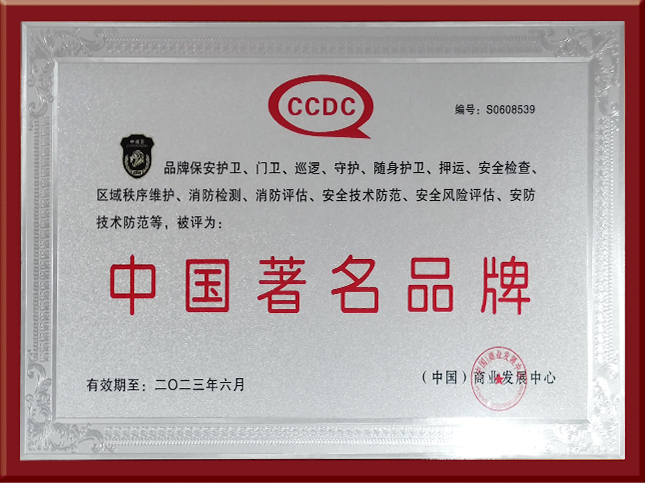 CCDC
编号：S0608539
品牌保安护卫、门卫、巡逻、守护、随身护卫、押运、安全检查、
区域秩序维护、消防检测、消防评估、安全技术防范、安全风险评估、安防
技术防范等，被评为：
中国著名品牌
有效期至：二〇二三年六月
（中国）商业发展中心